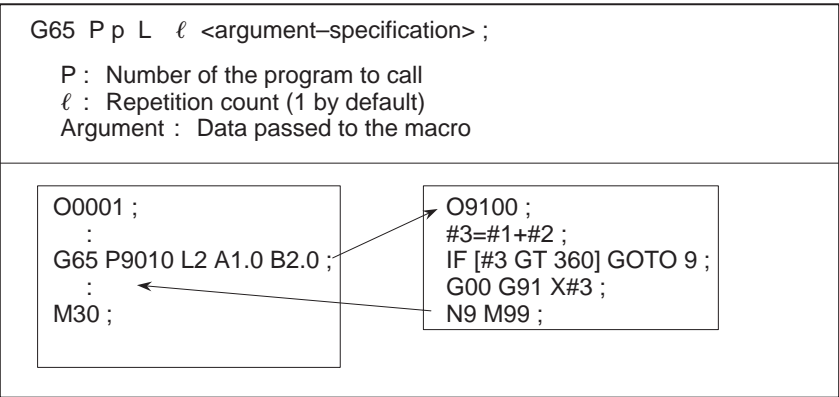 G65 P p L ℓ <argument–specification> ;
P : Number of the program to call
ℓ : Repetition count (1 by default)
Argument : Data passed to the macro
O0001 ;
:
G65 P9010 L2 A1.0 B2.0 ;
:
M30 ;
O9100 ;
#3=#1+#2 ;
IF [#3 GT 360] GOTO 9 ;
G00 G91 X#3 ;
N9 M99 ;